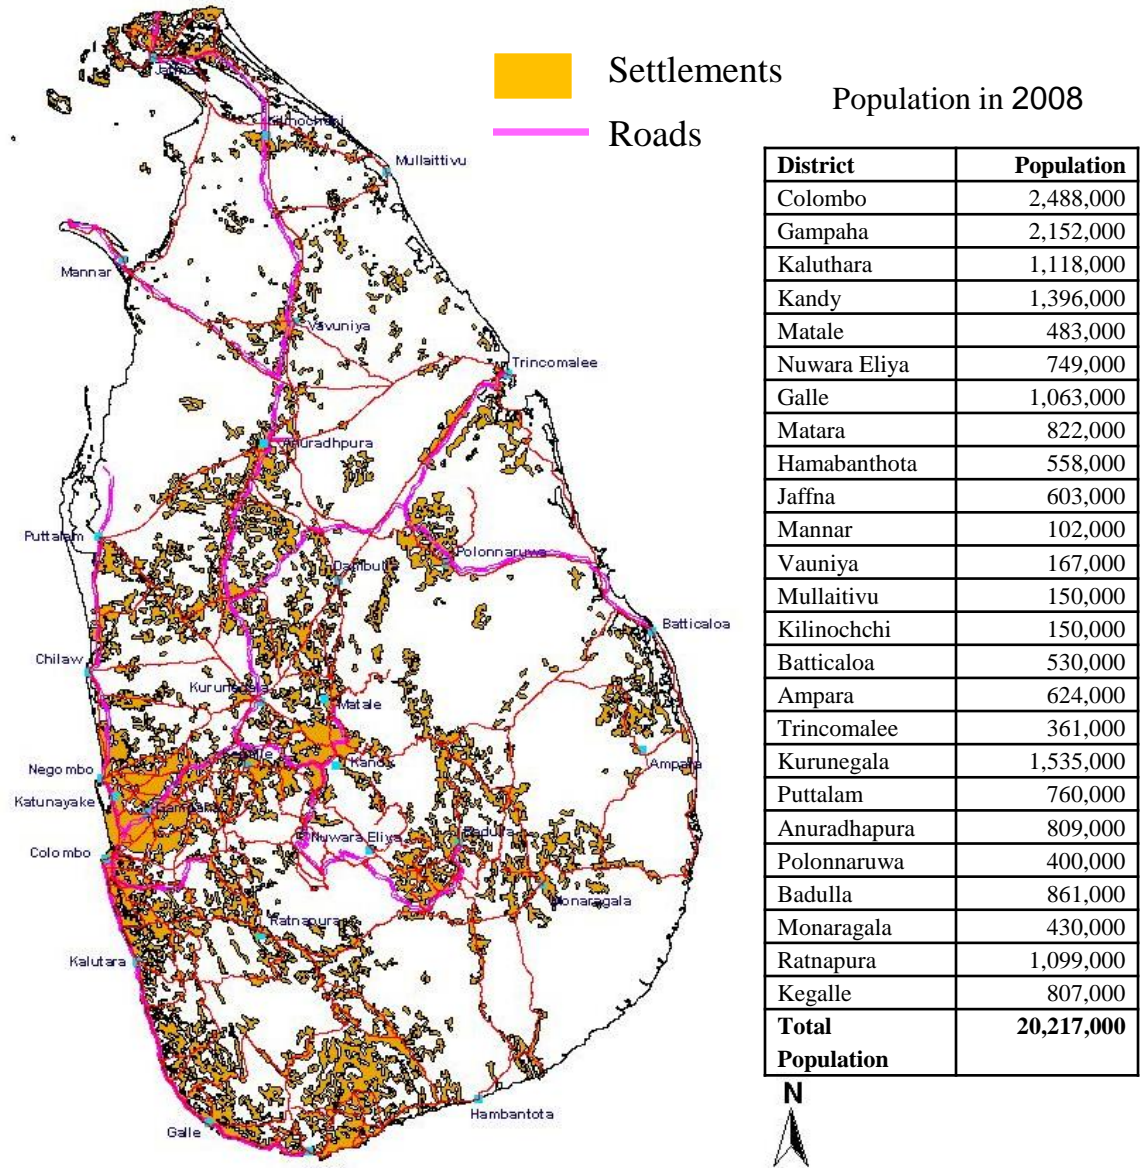 Settlements
Roads
Population in 2008
District Population
Colombo 2,488,000
Gampaha 2,152,000
Kaluthara 1,118,000
Kandy 1,396,000
Matale 483,000
Nuwara Eliya 749,000
Galle 1,063,000
Matara 822,000
Hamabanthota 558,000
Jaffna 603,000
Mannar 102,000
Vauniya 167,000
Mullaitivu 150,000
Kilinochchi 150,000
Batticaloa 530,000
Ampara 624,000
Trincomalee 361,000
Kurunegala 1,535,000
Puttalam 760,000
Anuradhapura 809,000
Polonnaruwa 400,000
Badulla 861,000
Monaragala 430,000
Ratnapura 1,099,000
Kegalle 807,000
Total 20,217,000
Population
N
Jaffna
Kilinochchi
Mullaittivu
Mannar
Vavuniya
Trincomalee
Anuradhpura
Puttalam
Polonnaruwa
Dambulla
Batticaloa
Chilaw
Kurunegala
Matale
Negombo
Kandy
Ampara
Katunayake
Gampaha
Colombo
Nuwara Eliya
Badulla
Monaragala
Ratnapura
Kalutara
Hambantota
Galle